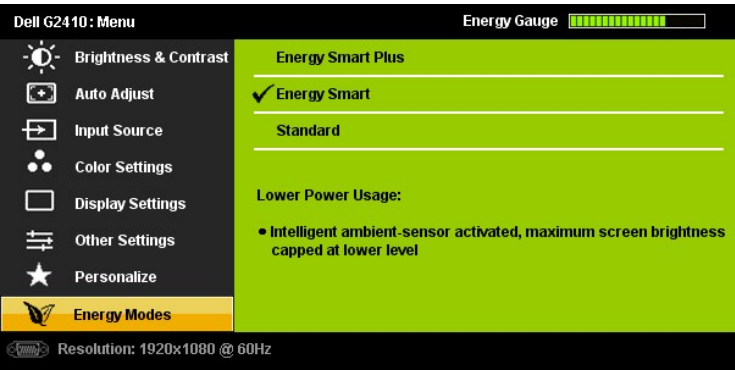 Dell G2410 : Menu
Energy Gauge
Brightness & Contrast
Auto Adjust
Input Source
Color Settings
Display Settings
Other Settings
Personalize
Energy Modes
Energy Smart Plus
Energy Smart
Standard
Lower Power Usage:
• Intelligent ambient-sensor activated, maximum screen brightness
capped at lower level
Resolution: 1920x1080 @ 60Hz